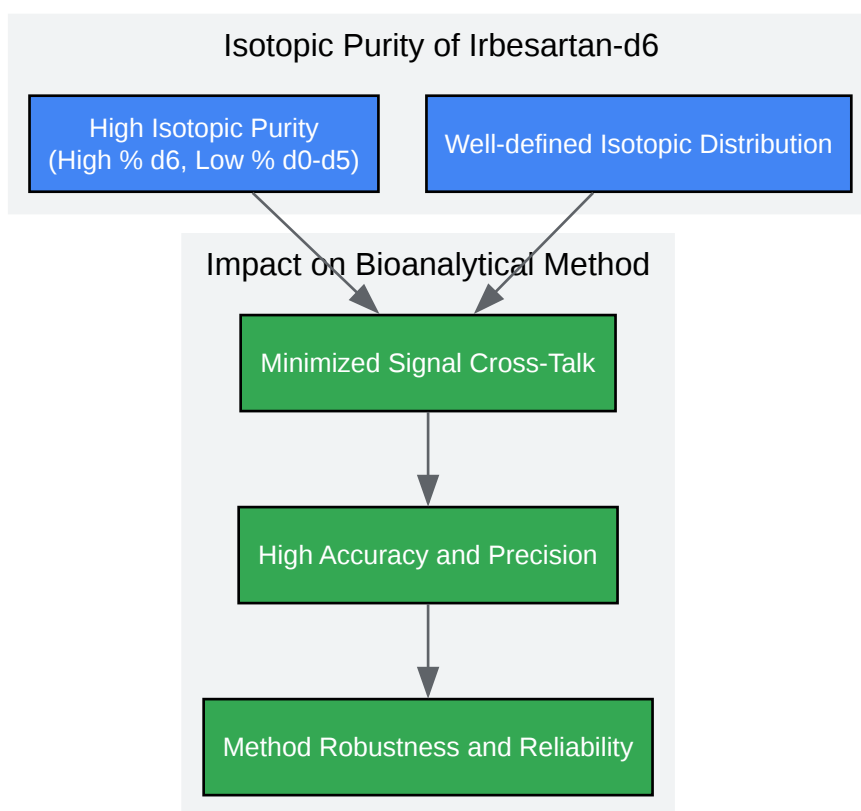 Isotopic Purity of Irbesartan-d6
High Isotopic Purity
(High % d6, Low % d0-d5)
Well-defined Isotopic Distribution
Impact on Bioanalytical Method
Minimized Signal Cross-Talk
High Accuracy and Precision
Method Robustness and Reliability